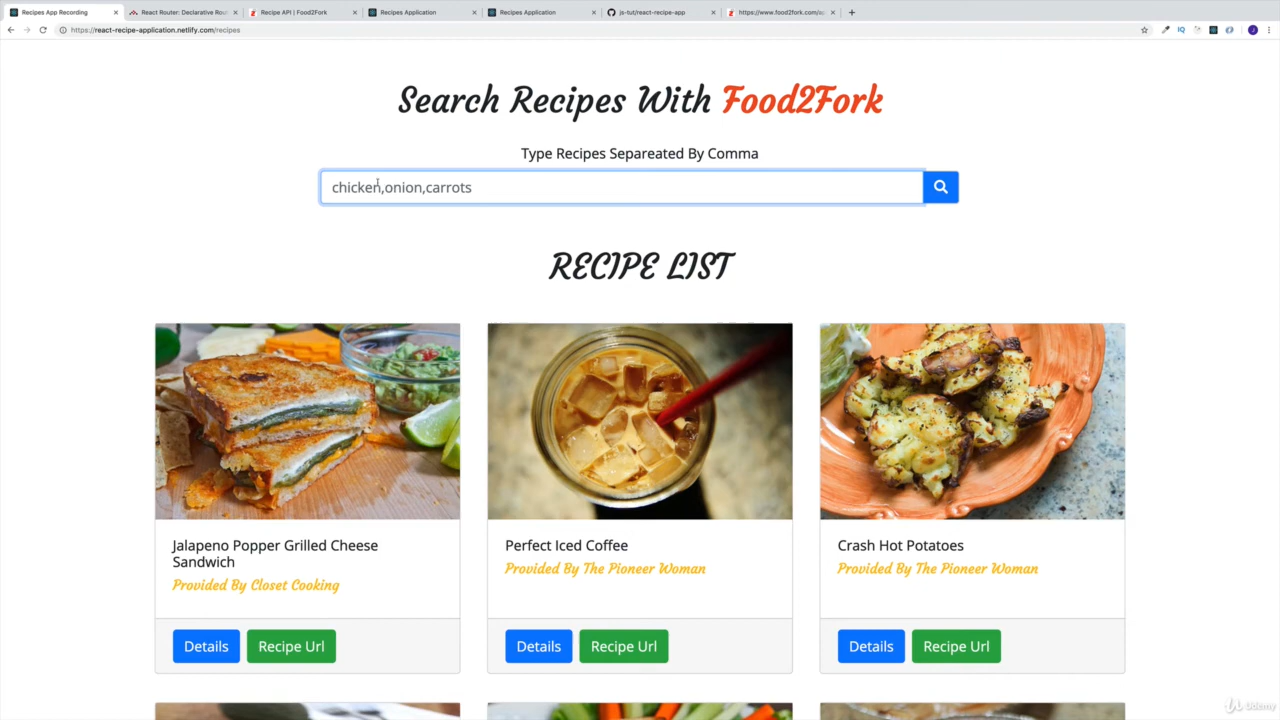 Recipes App Recording
React Router: Declarative Rou
Recipe API | Food2Fork
Recipes Application
Recipes Application
js-tut/react-recipe-app
https://www.food2fork.com/a
https://react-recipe-application.netlify.com/recipes
IQ
J
Search Recipes With Food2Fork
Type Recipes Separeated By Comma
chicken,onion,carrots
RECIPE LIST
Jalapeno Popper Grilled Cheese
Sandwich
Provided By Closet Cooking
Details
Recipe Url
Perfect Iced Coffee
Provided By The Pioneer Woman
Details
Recipe Url
Crash Hot Potatoes
Provided By The Pioneer Woman
Details
Recipe Url
Udemy